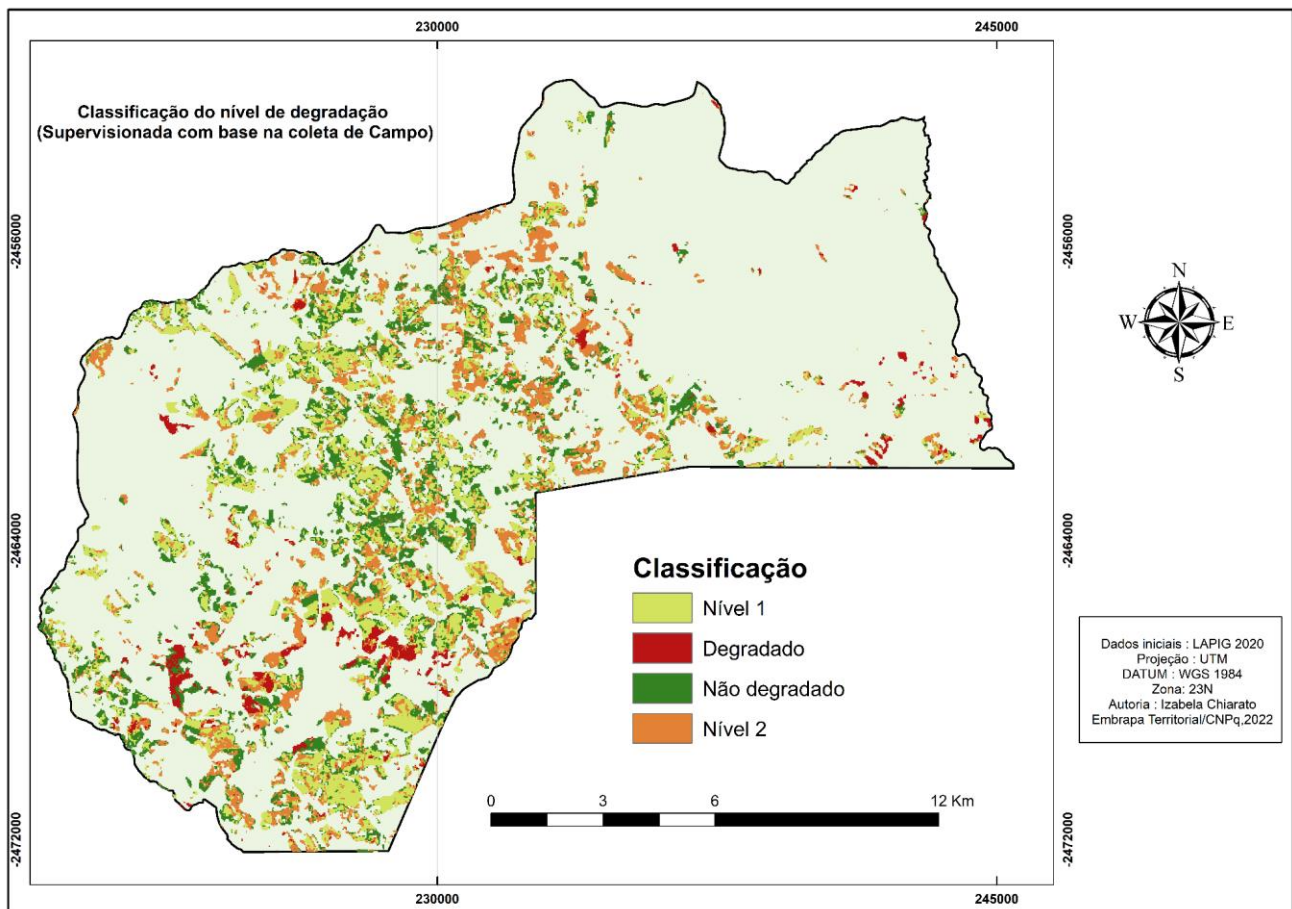 230000
245000
Classificação do nível de degradação
(Supervisionada com base na coleta de Campo)
-2456000
-2456000
N
W
E
S
-2464000
-2464000
Classificação
Nível 1
Degradado
Não degradado
Nível 2
Dados iniciais : LAPIG 2020
Projeção : UTM
DATUM : WGS 1984
Zona: 23N
Autoria : Izabela Chiarato
Embrapa Territorial/CNPq,2022
0
3
6
12 Km
-2472000
-2472000
230000
245000